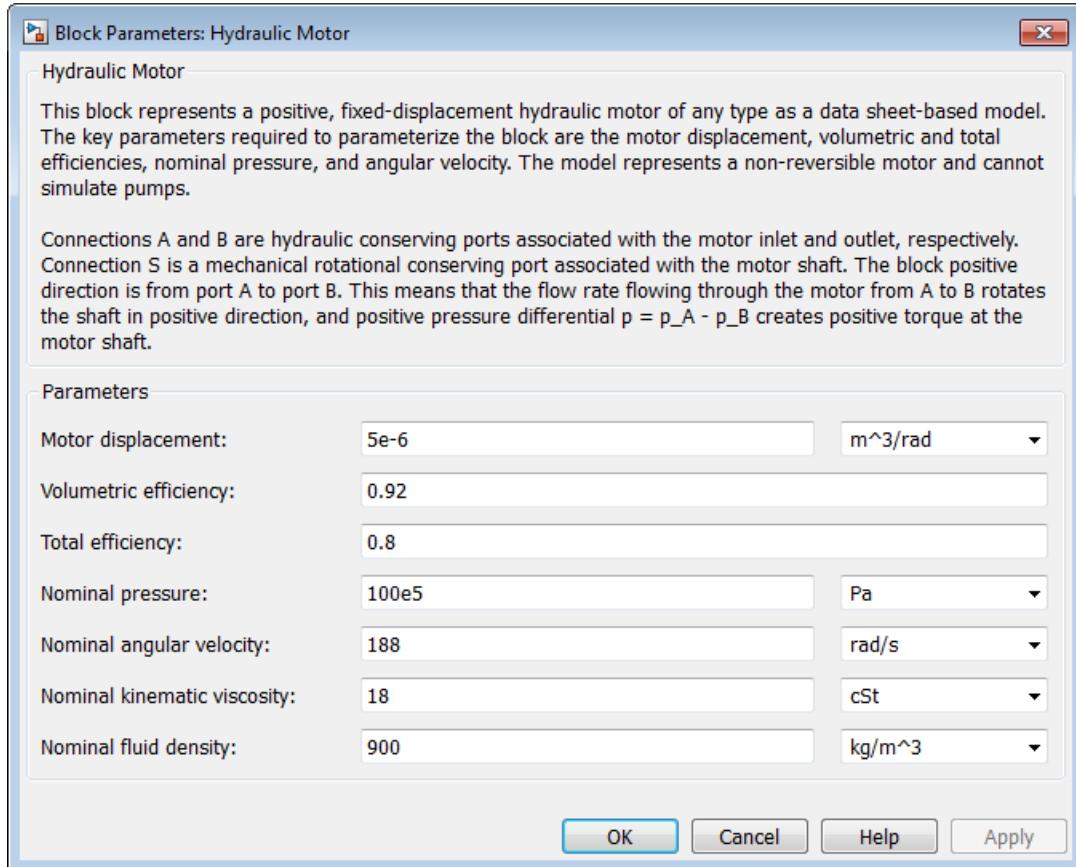 Block Parameters: Hydraulic Motor
Hydraulic Motor
This block represents a positive, fixed-displacement hydraulic motor of any type as a data sheet-based model.
The key parameters required to parameterize the block are the motor displacement, volumetric and total
efficiencies, nominal pressure, and angular velocity. The model represents a non-reversible motor and cannot
simulate pumps.
Connections A and B are hydraulic conserving ports associated with the motor inlet and outlet, respectively.
Connection S is a mechanical rotational conserving port associated with the motor shaft. The block positive
direction is from port A to port B. This means that the flow rate flowing through the motor from A to B rotates
the shaft in positive direction, and positive pressure differential p = p_A - p_B creates positive torque at the
motor shaft.
Parameters
Motor displacement: 5e-6 m^3/rad
Volumetric efficiency: 0.92
Total efficiency: 0.8
Nominal pressure: 100e5 Pa
Nominal angular velocity: 188 rad/s
Nominal kinematic viscosity: 18 cSt
Nominal fluid density: 900 kg/m^3
OK Cancel Help Apply